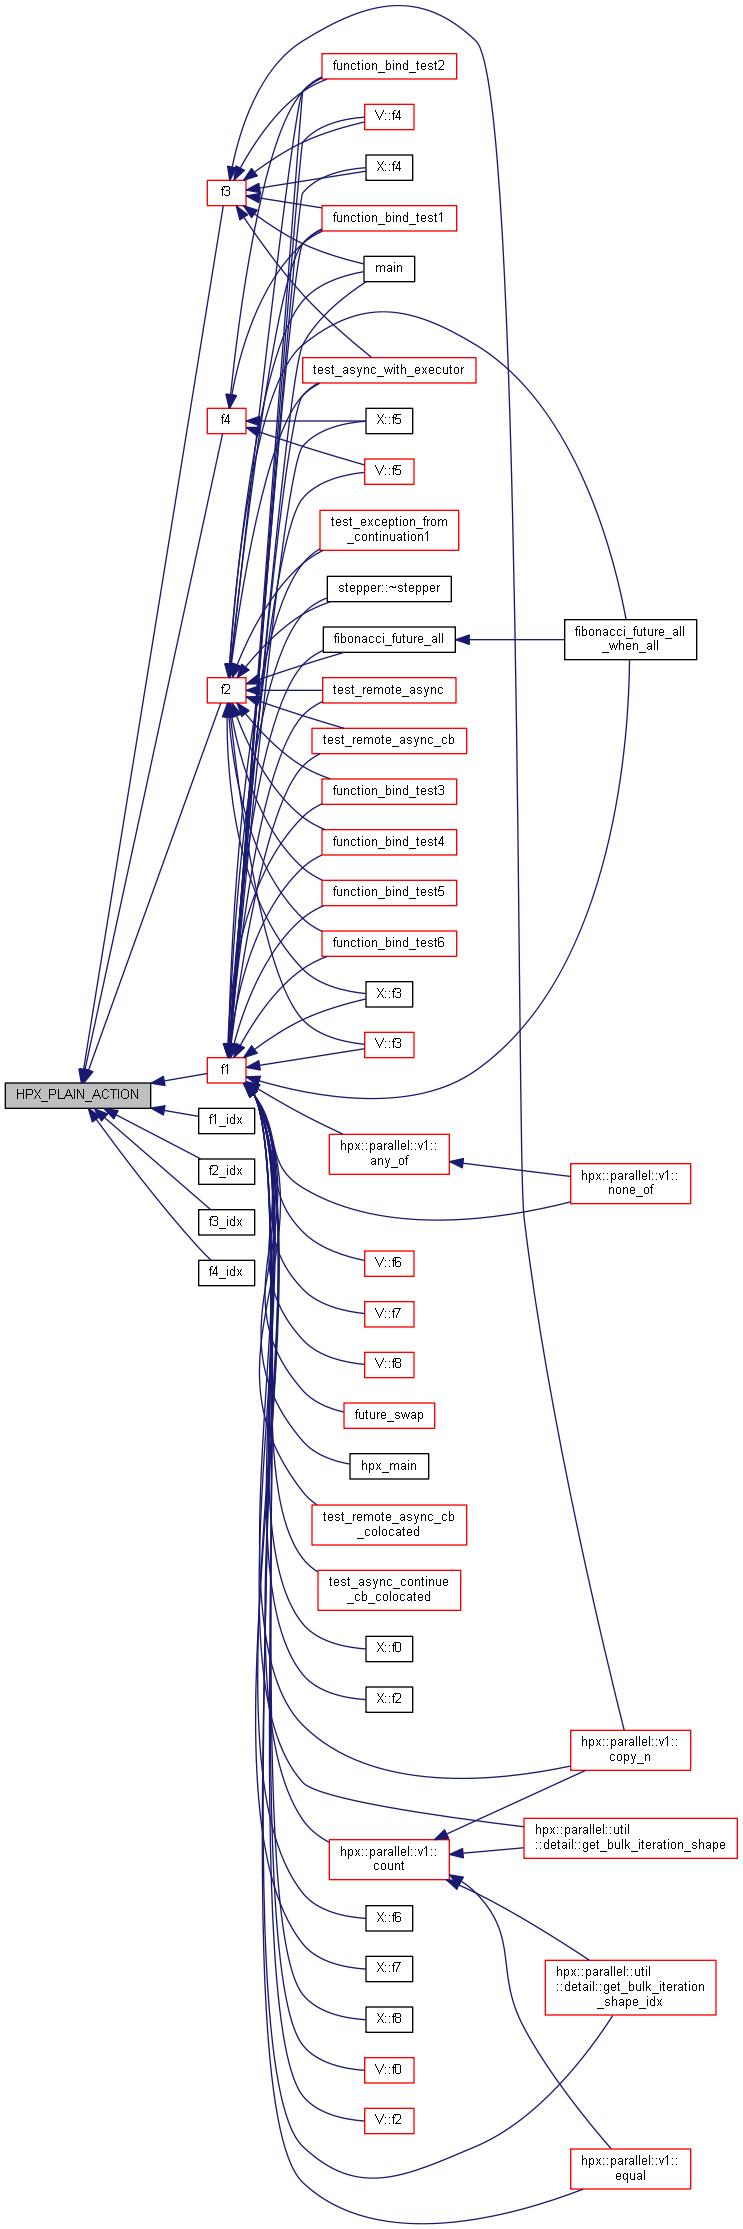 function_bind_test2
V::f4
X::f4
f3
function_bind_test1
main
test_async_with_executor
f4
X::f5
V::f5
test_exception_from
_continuation1
stepper::~stepper
fibonacci_future_all
fibonacci_future_all
_when_all
f2
test_remote_async
test_remote_async_cb
function_bind_test3
function_bind_test4
function_bind_test5
function_bind_test6
X::f3
V::f3
f1
HPX_PLAIN_ACTION
f1_idx
f2_idx
f3_idx
f4_idx
hpx::parallel::v1::
any_of
hpx::parallel::v1::
none_of
V::f6
V::f7
V::f8
future_swap
hpx_main
test_remote_async_cb
_colocated
test_async_continue
_cb_colocated
X::f0
X::f2
hpx::parallel::v1::
copy_n
hpx::parallel::util
::detail::get_bulk_iteration_shape
hpx::parallel::v1::
count
X::f6
X::f7
hpx::parallel::util
::detail::get_bulk_iteration
_shape_idx
X::f8
V::f0
V::f2
hpx::parallel::v1::
equal